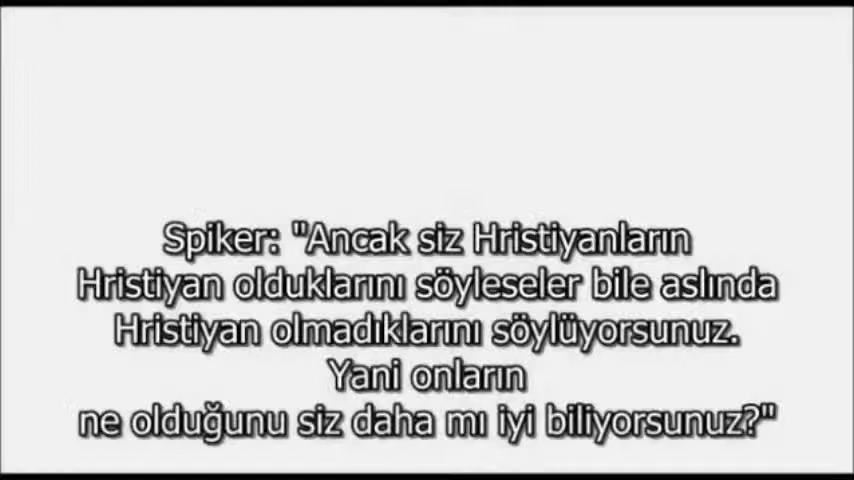 Spiker: "Ancak siz Hristiyanların
Hristiyan olduklarını söyleseler bile aslında
Hristiyan olmadıklarını söylüyorsunuz.
Yani onların
ne olduğunu siz daha mı iyi biliyorsunuz?"